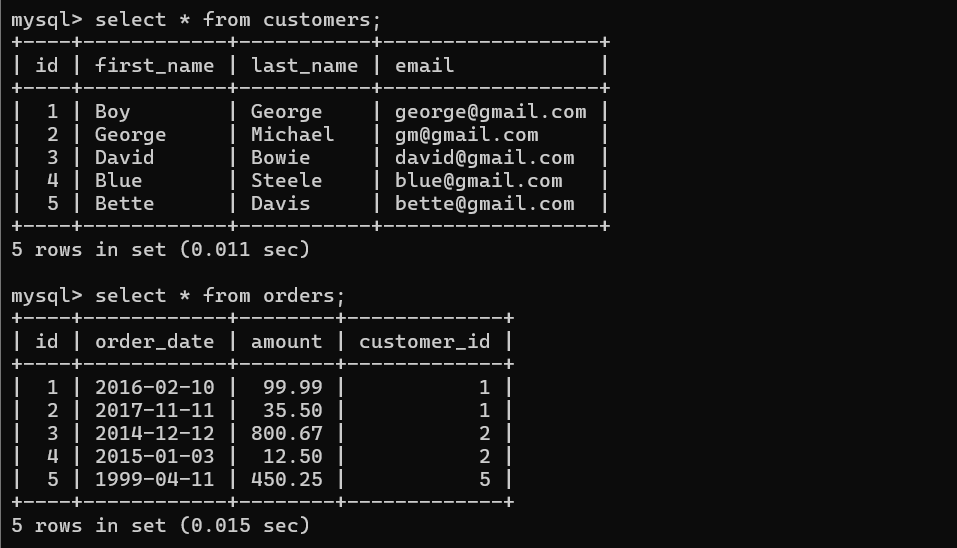 mysql> select * from customers;
+----+------------+-----------+------------------+
| id | first_name | last_name | email            |
+----+------------+-----------+------------------+
|  1 | Boy        | George    | george@gmail.com |
|  2 | George     | Michael   | gm@gmail.com     |
|  3 | David      | Bowie     | david@gmail.com  |
|  4 | Blue       | Steele    | blue@gmail.com   |
|  5 | Bette      | Davis     | bette@gmail.com  |
+----+------------+-----------+------------------+
5 rows in set (0.011 sec)

mysql> select * from orders;
+----+------------+--------+-------------+
| id | order_date | amount | customer_id |
+----+------------+--------+-------------+
|  1 | 2016-02-10 |  99.99 |           1 |
|  2 | 2017-11-11 |  35.50 |           1 |
|  3 | 2014-12-12 | 800.67 |           2 |
|  4 | 2015-01-03 |  12.50 |           2 |
|  5 | 1999-04-11 | 450.25 |           5 |
+----+------------+--------+-------------+
5 rows in set (0.015 sec)